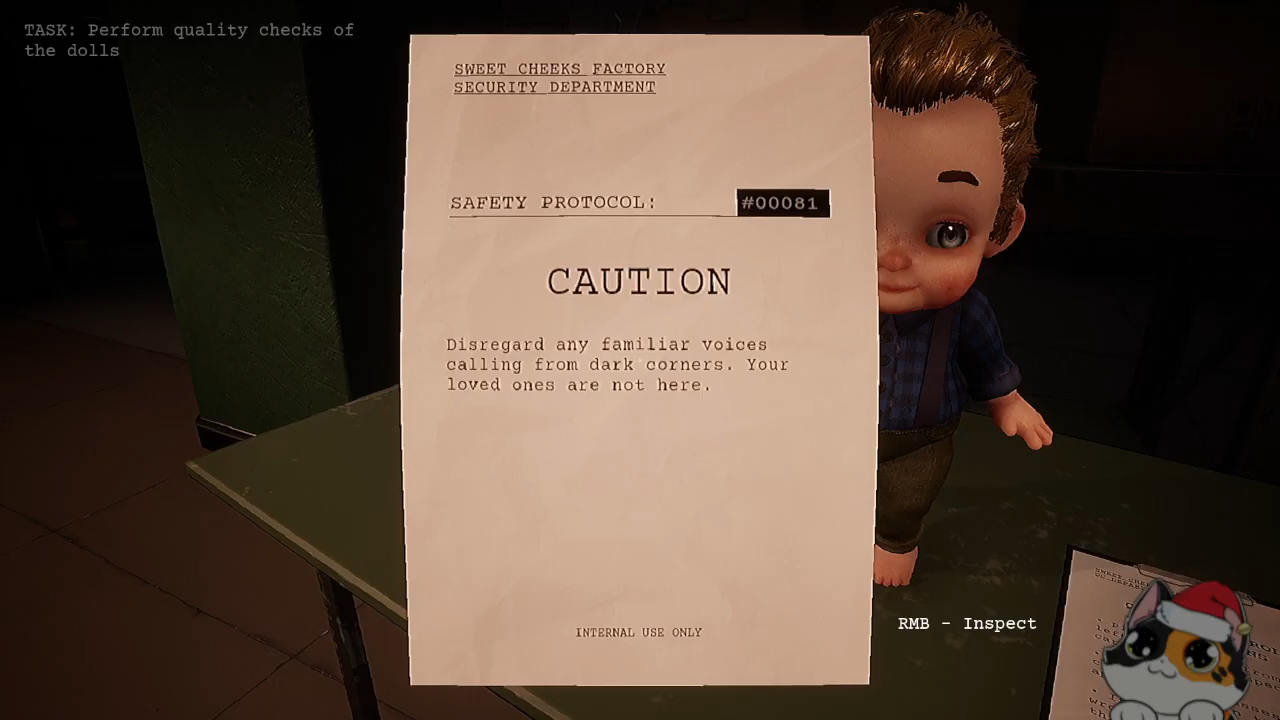 TASK: Perform quality checks of
the dolls
SWEET CHEEKS FACTORY
SECURITY DEPARTMENT
SAFETY PROTOCOL: #00081
CAUTION
Disregard any familiar voices
calling from dark corners. Your
loved ones are not here.
INTERNAL USE ONLY
RMB - Inspect